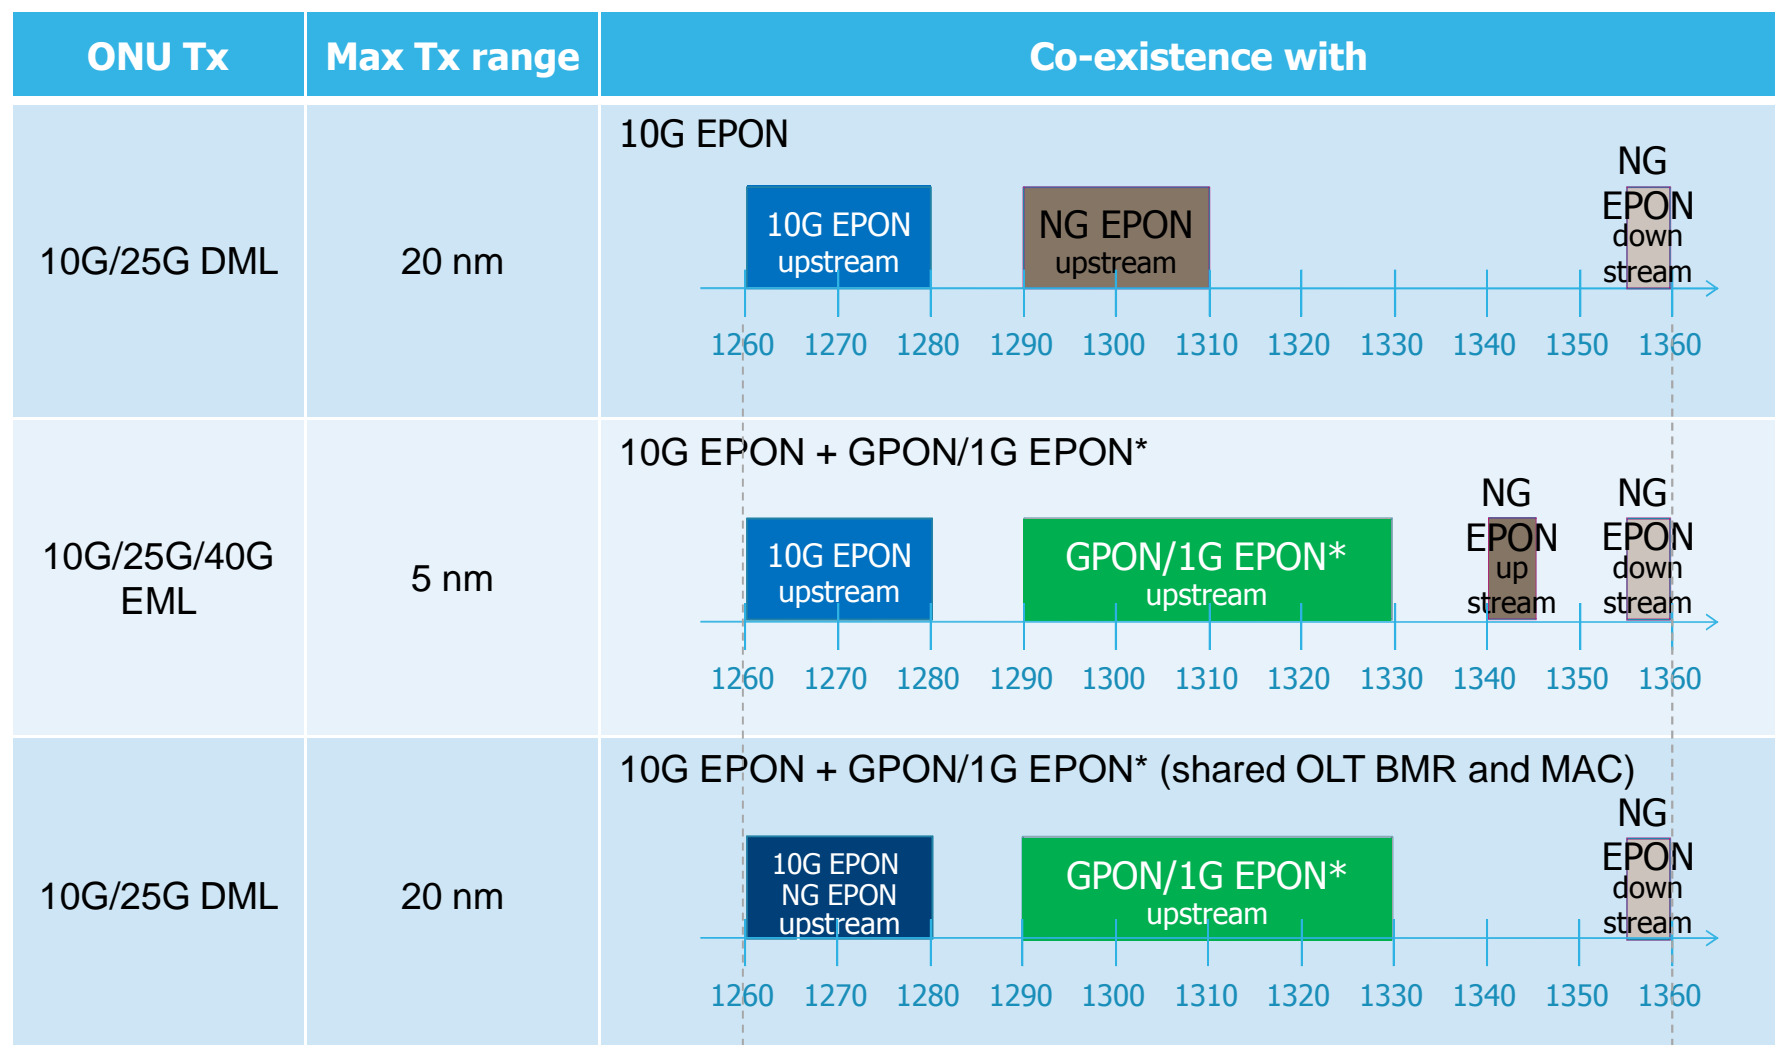 ONU Tx
Max Tx range
Co-existence with
10G/25G DML
20 nm
10G EPON
10G EPON
upstream
NG EPON
upstream
NG
EPON
down
stream
1260 1270 1280 1290 1300 1310 1320 1330 1340 1350 1360
10G/25G/40G
EML
5 nm
10G EPON + GPON/1G EPON*
10G EPON
upstream
GPON/1G EPON*
upstream
NG
EPON
up
stream
NG
EPON
down
stream
1260 1270 1280 1290 1300 1310 1320 1330 1340 1350 1360
10G/25G DML
20 nm
10G EPON + GPON/1G EPON* (shared OLT BMR and MAC)
10G EPON
NG EPON
upstream
GPON/1G EPON*
upstream
NG
EPON
down
stream
1260 1270 1280 1290 1300 1310 1320 1330 1340 1350 1360